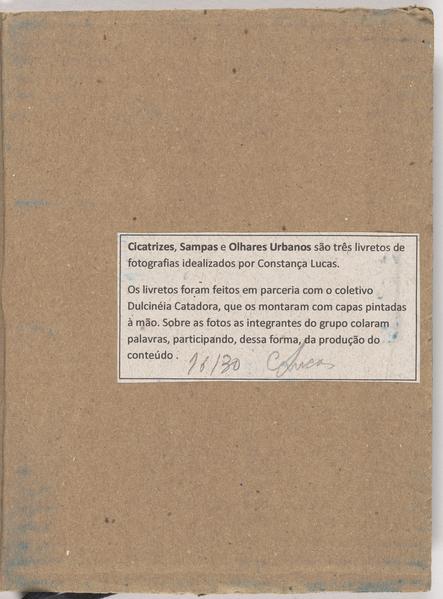 Cicatrizes, Sampas e Olhares Urbanos são três livretos de
fotografias idealizados por Constança Lucas.
Os livretos foram feitos em parceria com o coletivo
Dulcinéia Catadora, que os montaram com capas pintadas
à mão. Sobre as fotos as integrantes do grupo colaram
palavras, participando, dessa forma, da produção do
conteúdo .